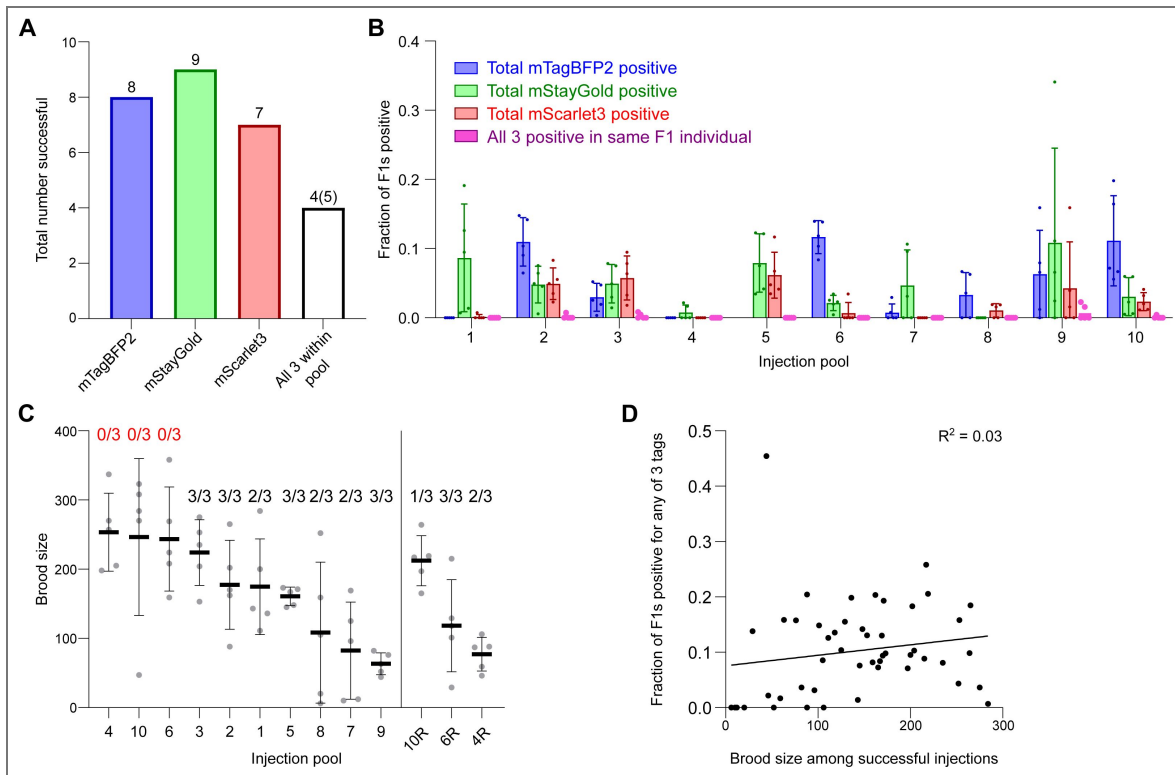 A
Total number successful
10
8
6
4
2
0
8
9
7
4(5)
mTagBFP2
mStayGold
mScarlet3
All 3 within
pool
B
Fraction of F1s positive
0.4
0.3
0.2
0.1
0.0
Total mTagBFP2 positive
Total mStayGold positive
Total mScarlet3 positive
All 3 positive in same F1 individual
1 2 3 4 5 6 7 8 9 10
Injection pool
C
Brood size
400
300
200
100
0
0/3 0/3 0/3
3/3 3/3 2/3 3/3 2/3 2/3 3/3 1/3 3/3 2/3
4 10 6 3 2 1 5 8 7 9 10R 6R 4R
Injection pool
D
Fraction of F1s positive for any of 3 tags
0.5
0.4
0.3
0.2
0.1
0.0
R² = 0.03
0 100 200 300
Brood size among successful injections